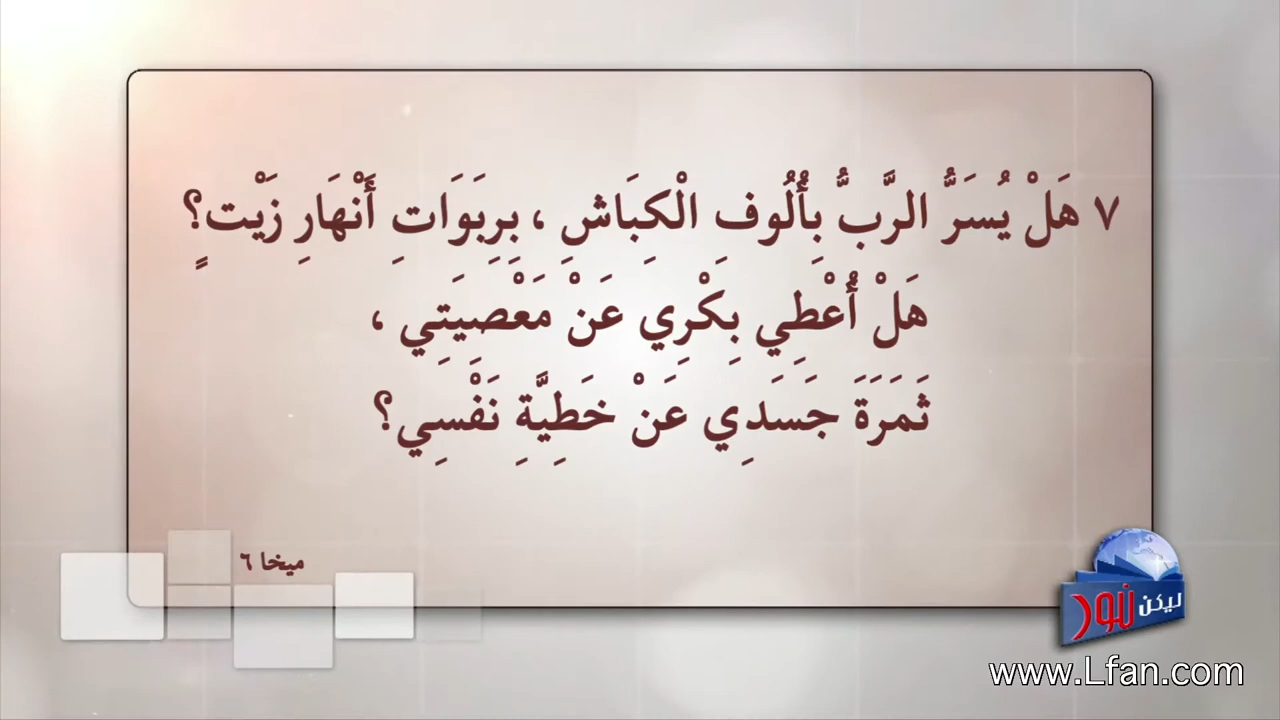 ٧ هَلْ يُسَرُّ الرَّبُّ بِأُلُوفِ الْكِبَاشِ ، بِرِبَوَاتِ أَنْهَارِ زَيْتٍ؟
هَلْ أُعْطِي بِكْرِي عَنْ مَعْصِيَتِي ،
ثَمَرَةَ جَسَدِي عَنْ خَطِيَّةِ نَفْسِي؟
ميخا ٦
ليكن نور
www.Lfan.com